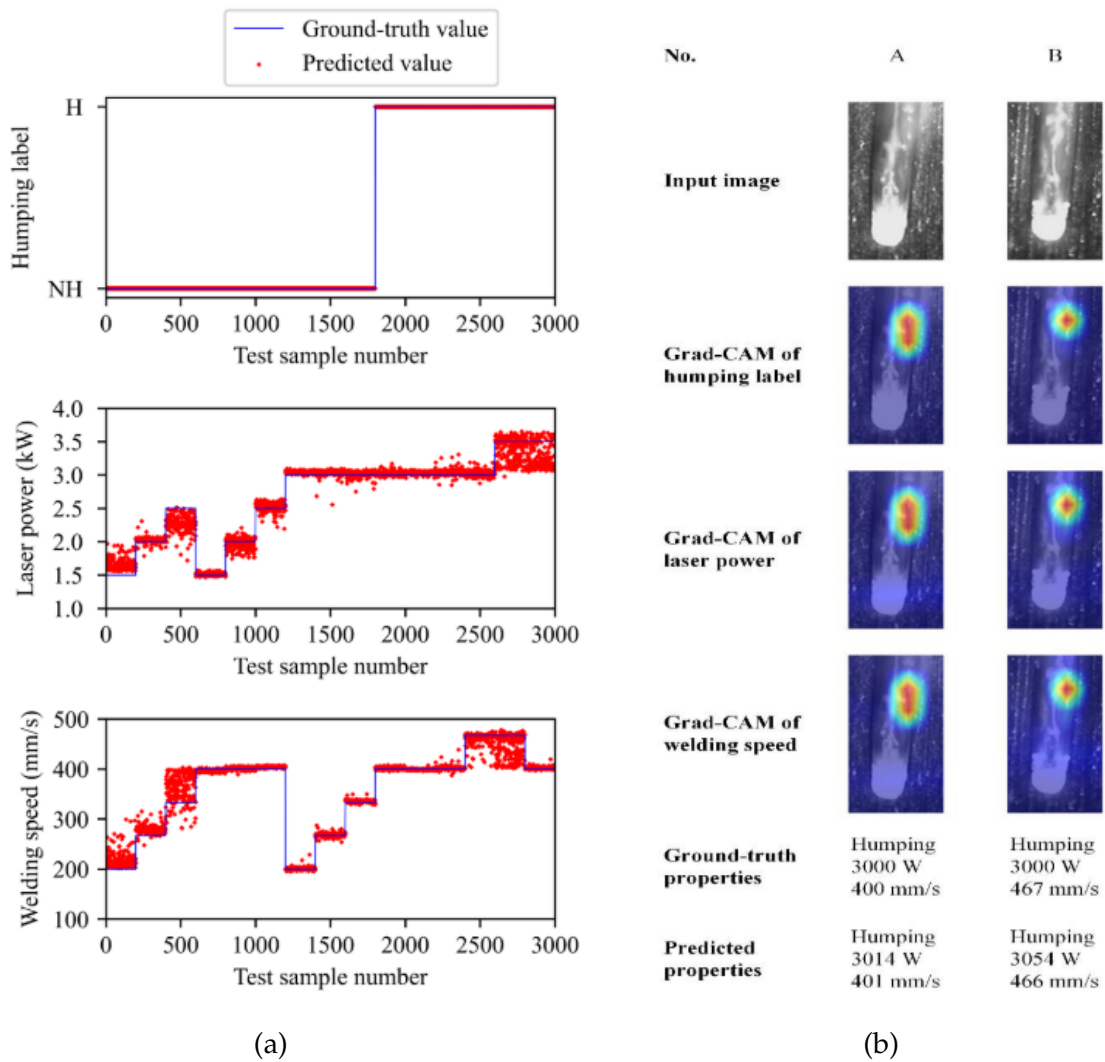 Ground-truth value
Predicted value
H
NH
Humping label
0 500 1000 1500 2000 2500 3000
Test sample number
4.0
3.5
3.0
2.5
2.0
1.5
1.0
Laser power (kW)
0 500 1000 1500 2000 2500 3000
Test sample number
500
400
300
200
100
Welding speed (mm/s)
0 500 1000 1500 2000 2500 3000
Test sample number
(a)
No. A B
Input image
Grad-CAM of
humping label
Grad-CAM of
laser power
Grad-CAM of
welding speed
Ground-truth
properties
Humping
3000 W
400 mm/s
Humping
3000 W
467 mm/s
Predicted
properties
Humping
3014 W
401 mm/s
Humping
3054 W
466 mm/s
(b)